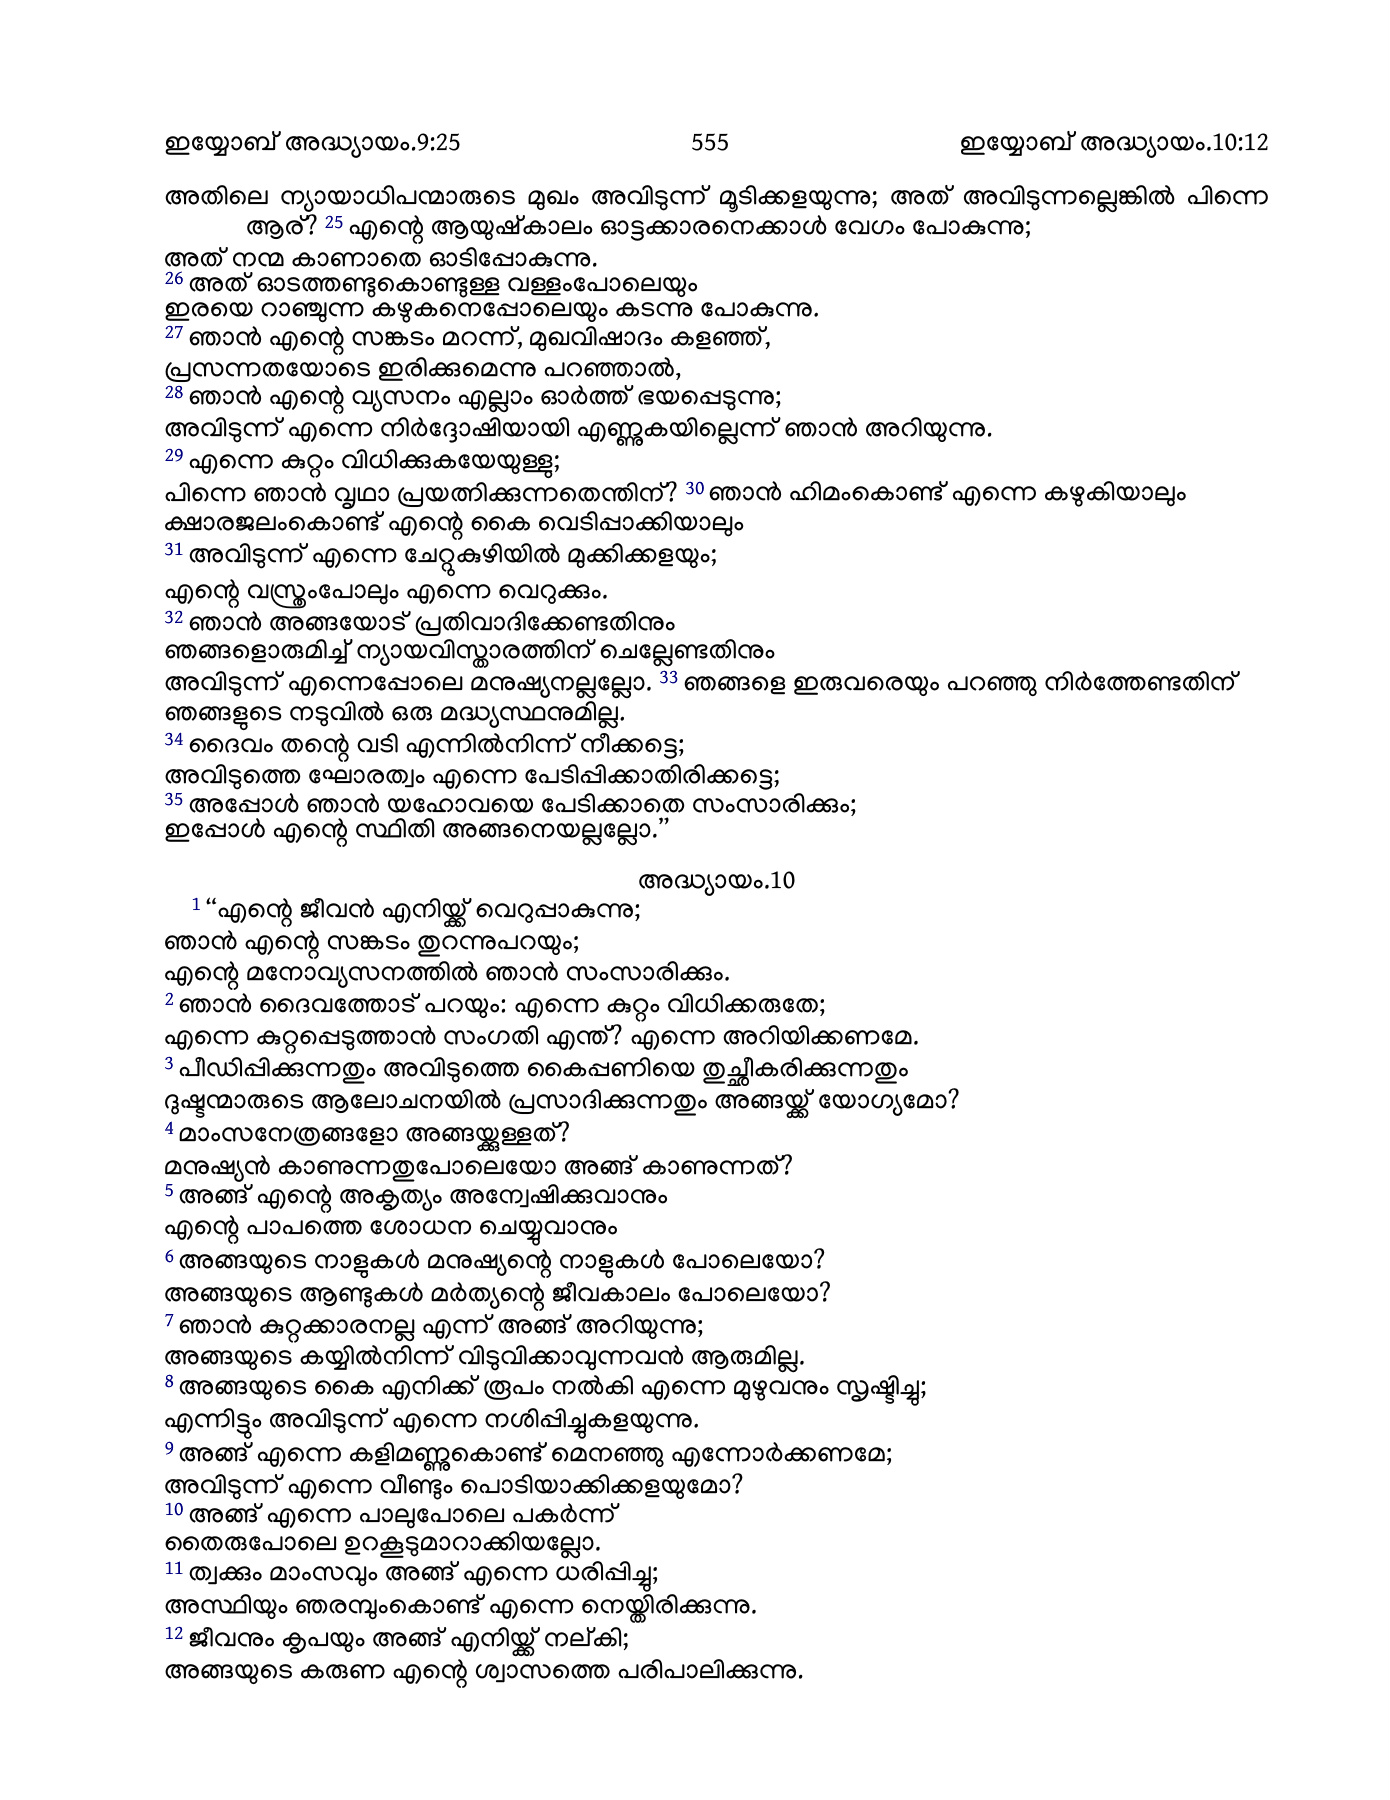 ഇയ്യോബ് അദ്ധ്യായം.9:25 555 ഇയ്യോബ് അദ്ധ്യായം.10:12
അതിലെ ന്യായാധിപന്മാരുടെ മുഖം അവിടുന്ന് മൂടിക്കളയുന്നു; അത് അവിടുന്നല്ലെങ്കിൽ പിന്നെ
ആര്? 25 എന്റെ ആയുഷ്കാലം ഓട്ടക്കാരനെക്കാൾ വേഗം പോകുന്നു;
അത് നന്മ കാണാതെ ഓടിപ്പോകുന്നു.
26 അത് ഓടത്തണ്ടുകൊണ്ടുള്ള വള്ളംപോലെയും
ഇരയെ റാഞ്ചുന്ന കഴുകനെപ്പോലെയും കടന്നു പോകുന്നു.
27 ഞാൻ എന്റെ സങ്കടം മറന്ന്, മുഖവിഷാദം കളഞ്ഞ്,
പ്രസന്നതയോടെ ഇരിക്കുമെന്നു പറഞ്ഞാൽ,
28 ഞാൻ എന്റെ വ്യസനം എല്ലാം ഓർത്ത് ഭയപ്പെടുന്നു;
അവിടുന്ന് എന്നെ നിർദ്ദോഷിയായി എണ്ണുകയില്ലെന്ന് ഞാൻ അറിയുന്നു.
29 എന്നെ കുറ്റം വിധിക്കുകയേയുള്ളു;
പിന്നെ ഞാൻ വൃഥാ പ്രയത്നിക്കുന്നതെന്തിന്? 30 ഞാൻ ഹിമംകൊണ്ട് എന്നെ കഴുകിയാലും
ക്ഷാരജലംകൊണ്ട് എന്റെ കൈ വെടിപ്പാക്കിയാലും
31 അവിടുന്ന് എന്നെ ചേറ്റുകുഴിയിൽ മുക്കിക്കളയും;
എന്റെ വസ്ത്രംപോലും എന്നെ വെറുക്കും.
32 ഞാൻ അങ്ങയോട് പ്രതിവാദിക്കേണ്ടതിനും
ഞങ്ങളൊരുമിച്ച് ന്യായവിസ്താരത്തിന് ചെല്ലേണ്ടതിനും
അവിടുന്ന് എന്നെപ്പോലെ മനുഷ്യനല്ലല്ലോ. 33 ഞങ്ങളെ ഇരുവരെയും പറഞ്ഞു നിർത്തേണ്ടതിന്
ഞങ്ങളുടെ നടുവിൽ ഒരു മദ്ധ്യസ്ഥനുമില്ല.
34 ദൈവം തന്റെ വടി എന്നിൽനിന്ന് നീക്കട്ടെ;
അവിടുത്തെ ഘോരത്വം എന്നെ പേടിപ്പിക്കാതിരിക്കട്ടെ;
35 അപ്പോൾ ഞാൻ യഹോവയെ പേടിക്കാതെ സംസാരിക്കും;
ഇപ്പോൾ എന്റെ സ്ഥിതി അങ്ങനെയല്ലല്ലോ.”
അദ്ധ്യായം.10
1 “എന്റെ ജീവൻ എനിയ്ക്ക് വെറുപ്പാകുന്നു;
ഞാൻ എന്റെ സങ്കടം തുറന്നുപറയും;
എന്റെ മനോവ്യസനത്തിൽ ഞാൻ സംസാരിക്കും.
2 ഞാൻ ദൈവത്തോട് പറയും: എന്നെ കുറ്റം വിധിക്കരുതേ;
എന്നെ കുറ്റപ്പെടുത്താൻ സംഗതി എന്ത്? എന്നെ അറിയിക്കണമേ.
3 പീഡിപ്പിക്കുന്നതും അവിടുത്തെ കൈപ്പണിയെ തുച്ഛീകരിക്കുന്നതും
ദുഷ്ടന്മാരുടെ ആലോചനയിൽ പ്രസാദിക്കുന്നതും അങ്ങയ്ക്ക് യോഗ്യമോ?
4 മാംസനേത്രങ്ങളോ അങ്ങയ്ക്കുള്ളത്?
മനുഷ്യൻ കാണുന്നതുപോലെയോ അങ്ങ് കാണുന്നത്?
5 അങ്ങ് എന്റെ അകൃത്യം അന്വേഷിക്കുവാനും
എന്റെ പാപത്തെ ശോധന ചെയ്യുവാനും
6 അങ്ങയുടെ നാളുകൾ മനുഷ്യന്റെ നാളുകൾ പോലെയോ?
അങ്ങയുടെ ആണ്ടുകൾ മർത്യന്റെ ജീവകാലം പോലെയോ?
7 ഞാൻ കുറ്റക്കാരനല്ല എന്ന് അങ്ങ് അറിയുന്നു;
അങ്ങയുടെ കയ്യിൽനിന്ന് വിടുവിക്കാവുന്നവൻ ആരുമില്ല.
8 അങ്ങയുടെ കൈ എനിക്ക് രൂപം നൽകി എന്നെ മുഴുവനും സൃഷ്ടിച്ചു;
എന്നിട്ടും അവിടുന്ന് എന്നെ നശിപ്പിച്ചുകളയുന്നു.
9 അങ്ങ് എന്നെ കളിമണ്ണുകൊണ്ട് മെനഞ്ഞു എന്നോർക്കണമേ;
അവിടുന്ന് എന്നെ വീണ്ടും പൊടിയാക്കിക്കളയുമോ?
10 അങ്ങ് എന്നെ പാലുപോലെ പകർന്ന്
തൈരുപോലെ ഉറകൂടുമാറാക്കിയല്ലോ.
11 ത്വക്കും മാംസവും അങ്ങ് എന്നെ ധരിപ്പിച്ചു;
അസ്ഥിയും ഞരമ്പുംകൊണ്ട് എന്നെ നെയ്തിരിക്കുന്നു.
12 ജീവനും കൃപയും അങ്ങ് എനിയ്ക്ക് നല്കി;
അങ്ങയുടെ കരുണ എന്റെ ശ്വാസത്തെ പരിപാലിക്കുന്നു.